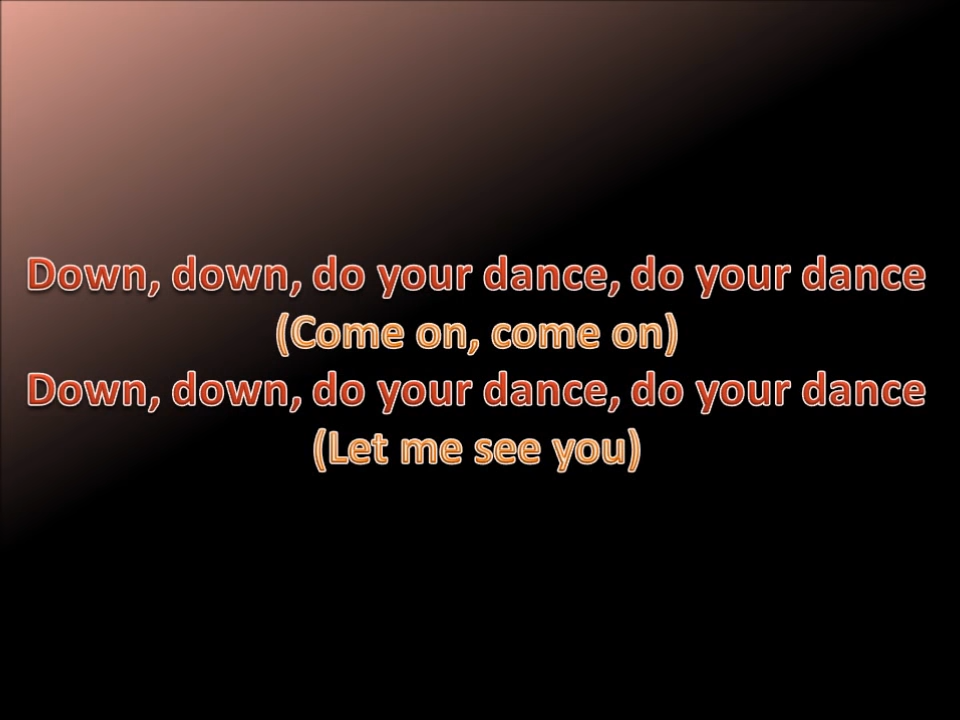 Down, down, do your dance, do your dance
(Come on, come on)
Down, down, do your dance, do your dance
(Let me see you)